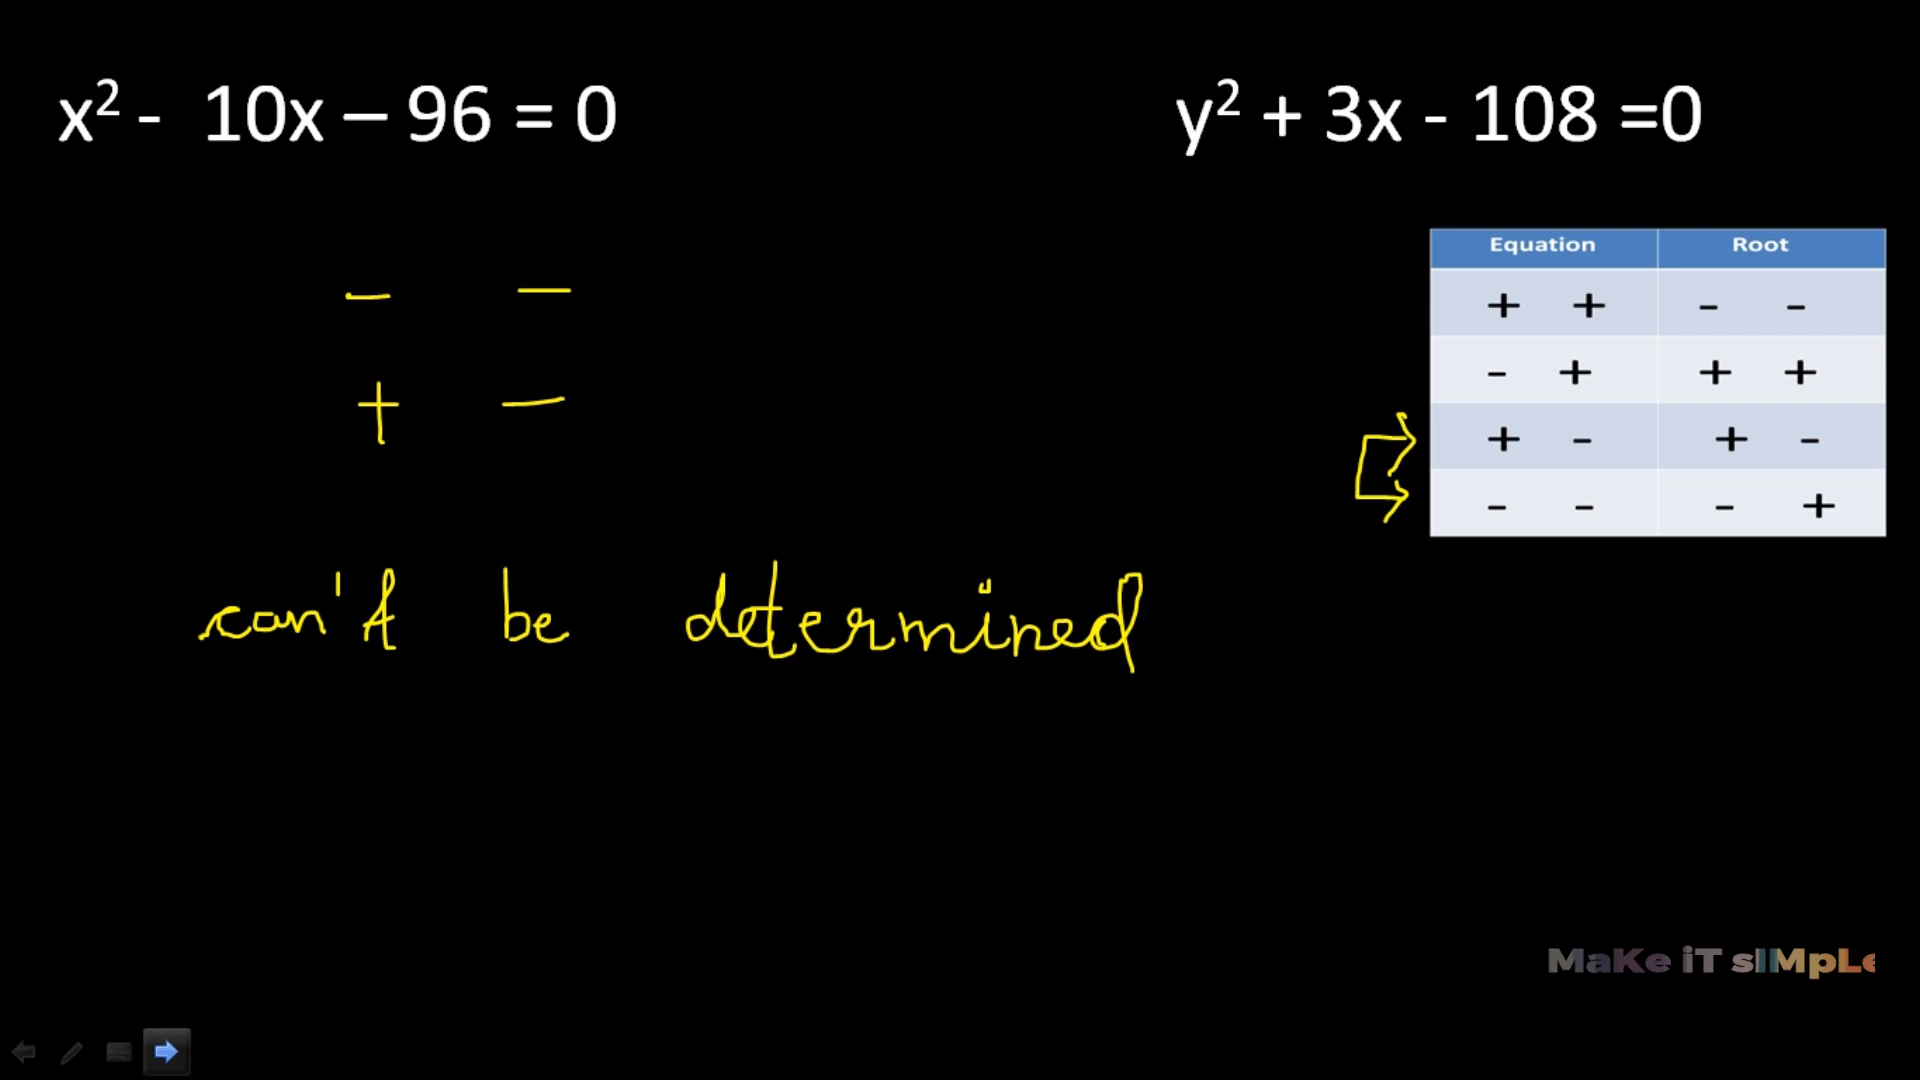 x² - 10x – 96 = 0
y² + 3x - 108 =0
- -
+ -
can't be determined
Equation Root
+ + - -
- + + +
+ - + -
- - - +
MaKe iT sIMpLe